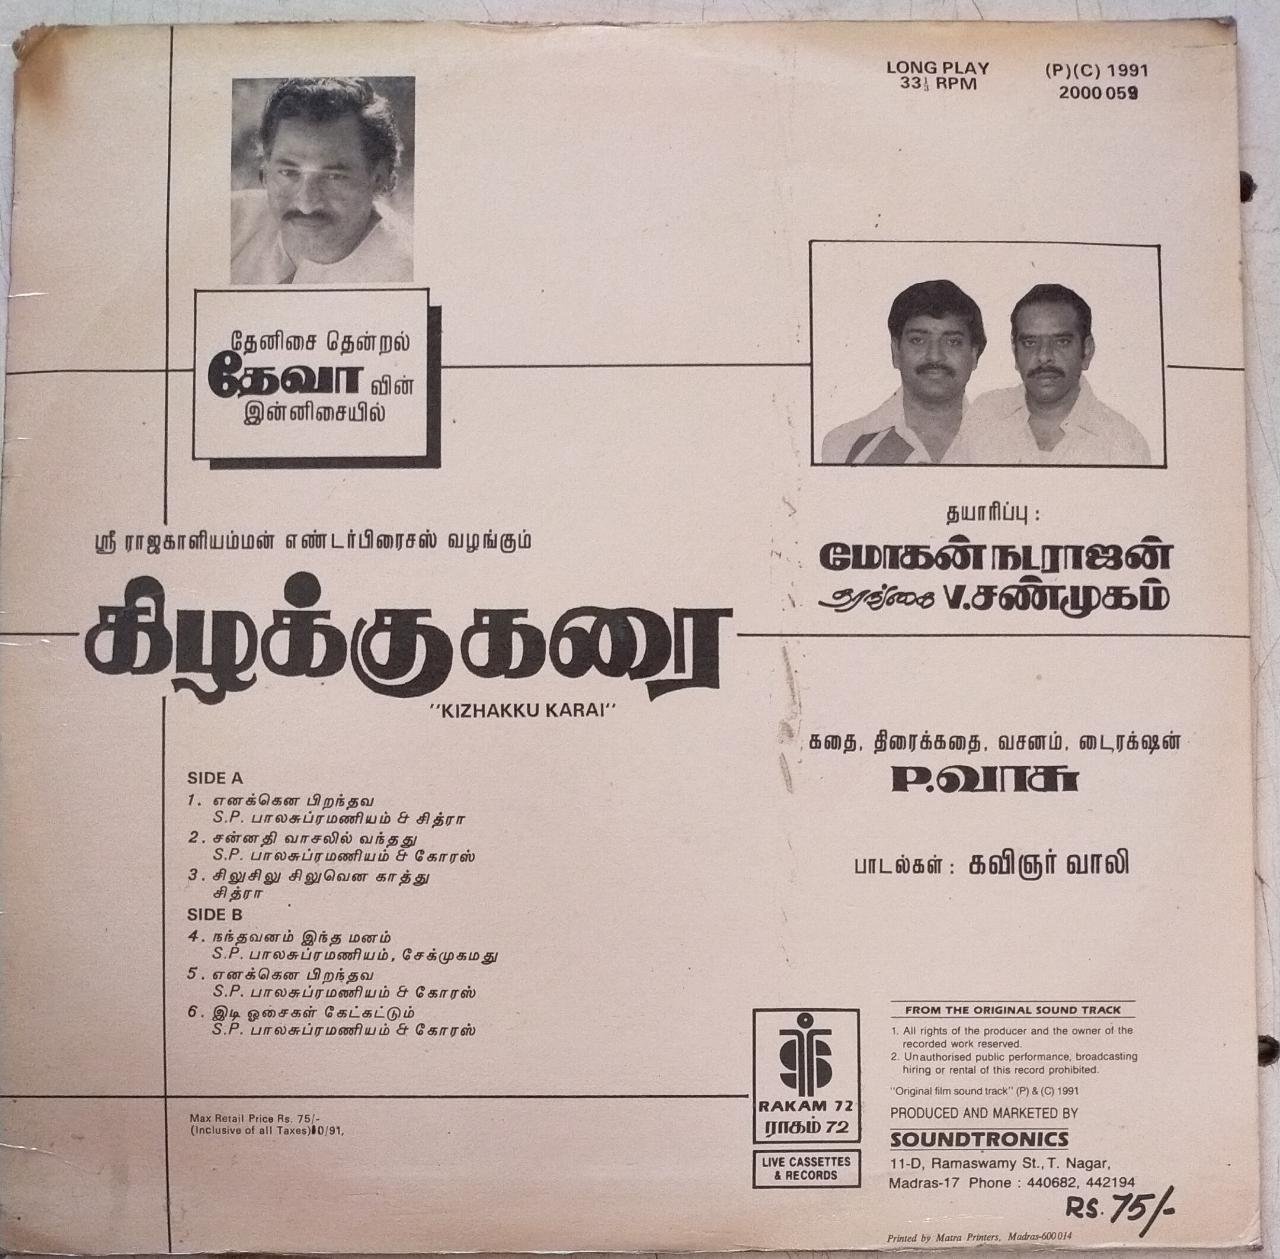 LONG PLAY
33⅓ RPM
(P)(C) 1991
2000 059
தேனிசை தென்றல்
தேவா வின்
இன்னிசையில்
ஸ்ரீ ராஜகாளியம்மன் எண்டர்பிரைசஸ் வழங்கும்
கிழக்குகரை
"KIZHAKKU KARAI"
தயாரிப்பு :
மோகன் நடராஜன்
தரங்கை V.சண்முகம்
கதை, திரைக்கதை, வசனம், டைரக்ஷன்
P.வாசு
பாடல்கள் : கவிஞர் வாலி
SIDE A
1. எனக்கென பிறந்தவ
S.P. பாலசுப்ரமணியம் & சித்ரா
2. சன்னதி வாசலில் வந்தது
S.P. பாலசுப்ரமணியம் & கோரஸ்
3. சிலுசிலு சிலுவென காத்து
சித்ரா
SIDE B
4. நந்தவனம் இந்த மனம்
S.P. பாலசுப்ரமணியம், சேக்முகமது
5. எனக்கென பிறந்தவ
S.P. பாலசுப்ரமணியம் & கோரஸ்
6. இடி ஓசைகள் கேட்கட்டும்
S.P. பாலசுப்ரமணியம் & கோரஸ்
Max Retail Price Rs. 75/-
(Inclusive of all Taxes)10/91,
RAKAM 72
ராகம் 72
LIVE CASSETTES
& RECORDS
FROM THE ORIGINAL SOUND TRACK
1. All rights of the producer and the owner of the
recorded work reserved.
2. Unauthorised public performance, broadcasting
hiring or rental of this record prohibited.
"Original film sound track" (P) & (C) 1991
PRODUCED AND MARKETED BY
SOUNDTRONICS
11-D, Ramaswamy St., T. Nagar,
Madras-17 Phone : 440682, 442194
RS. 75/-
Printed by Matra Printers, Madras-600 014